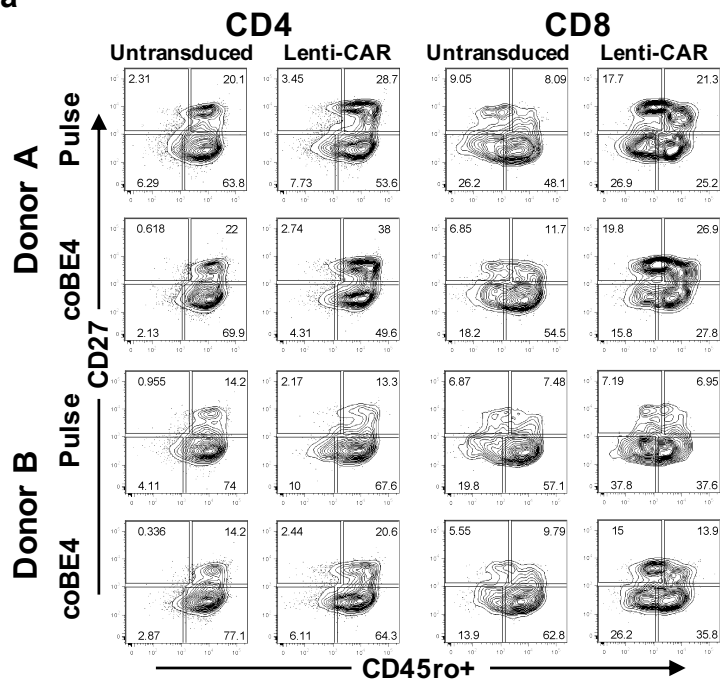 a
CD4 CD8
Untransduced Lenti-CAR Untransduced Lenti-CAR
2.31 20.1 3.45 28.7 9.05 8.09 17.7 21.3
6.29 63.8 7.73 53.6 26.2 48.1 26.9 25.2
Donor A
Pulse
0.618 22 2.74 38 6.85 11.7 19.8 26.9
2.13 69.9 4.31 49.6 18.2 54.5 15.8 27.8
coBE4
CD27
0.955 14.2 2.17 13.3 6.87 7.48 7.19 6.95
4.11 74 10 67.6 19.8 57.1 37.8 37.6
Donor B
Pulse
0.336 14.2 2.44 20.6 5.55 9.79 15 13.9
2.87 77.1 6.11 64.3 13.9 62.8 26.2 35.8
coBE4
CD45ro+